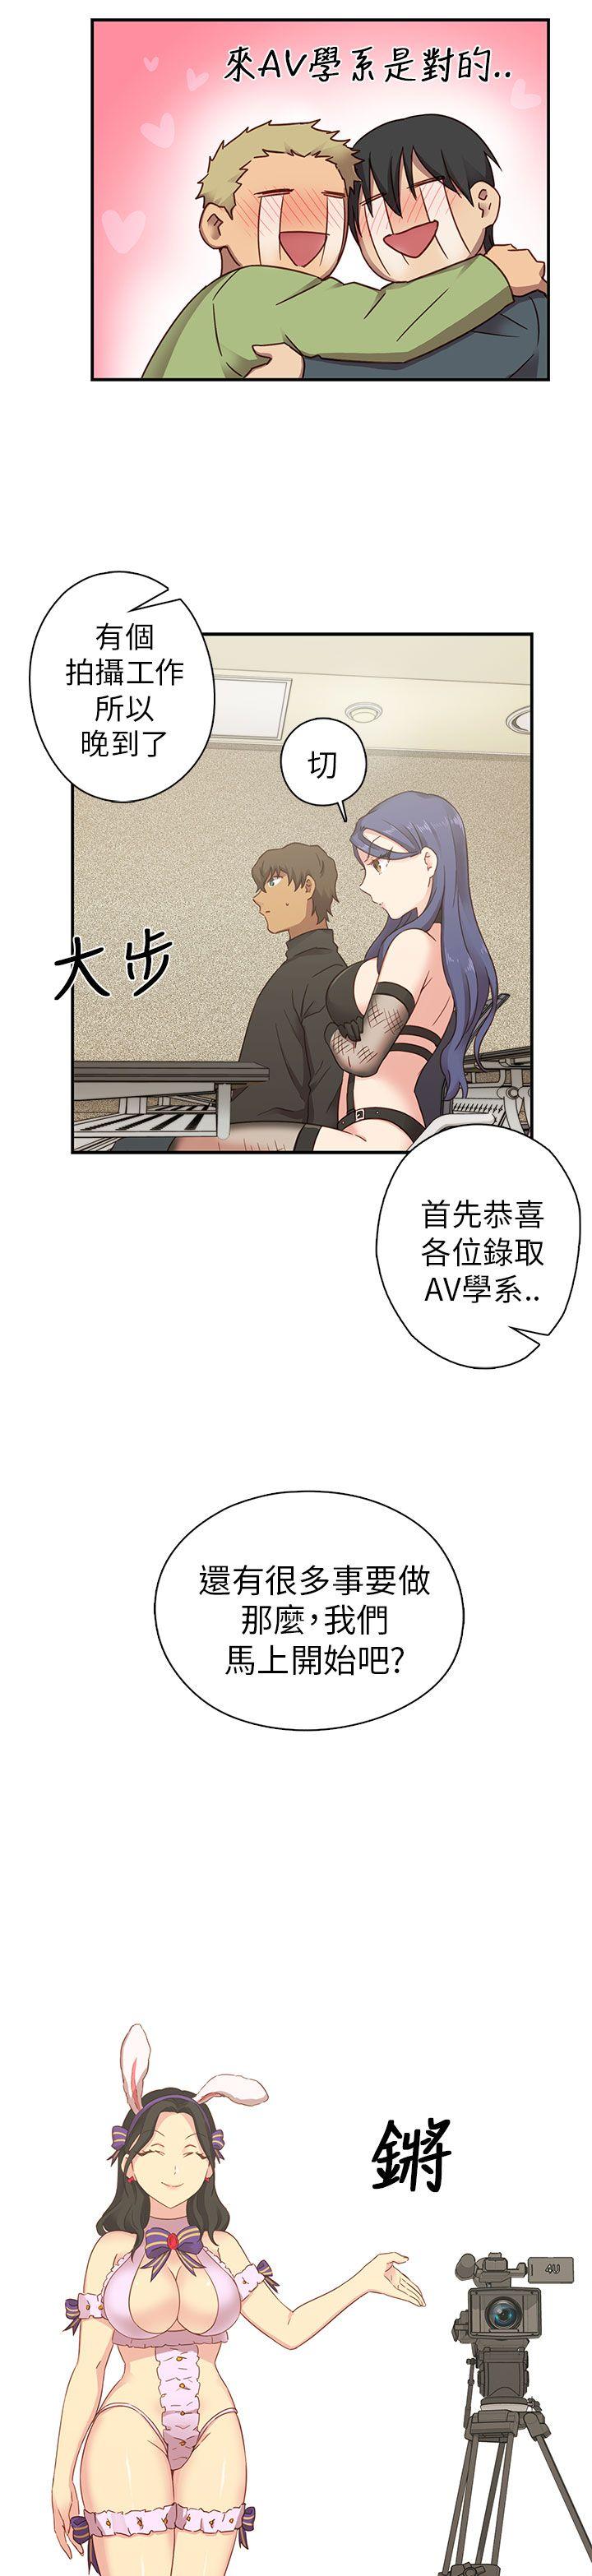 來AV學系是對的..
有個
拍攝工作
所以
晚到了
切
大步
首先恭喜
各位錄取
AV學系..
還有很多事要做
那麼，我們
馬上開始吧?
鏘
4U